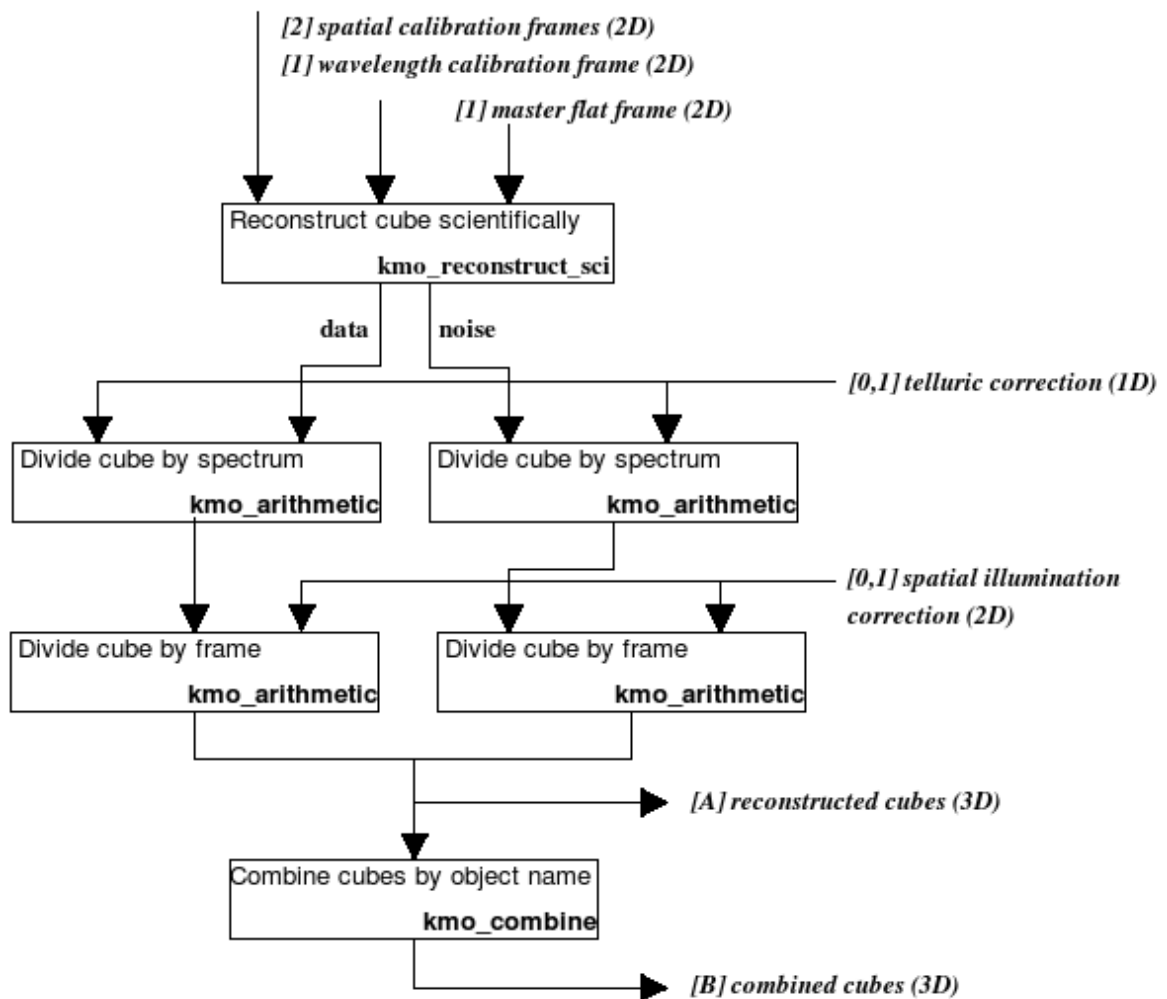 [2] spatial calibration frames (2D)
[1] wavelength calibration frame (2D)
[1] master flat frame (2D)
Reconstruct cube scientifically
kmo_reconstruct_sci
data
noise
[0,1] telluric correction (1D)
Divide cube by spectrum
kmo_arithmetic
Divide cube by spectrum
kmo_arithmetic
[0,1] spatial illumination
correction (2D)
Divide cube by frame
kmo_arithmetic
Divide cube by frame
kmo_arithmetic
[A] reconstructed cubes (3D)
Combine cubes by object name
kmo_combine
[B] combined cubes (3D)